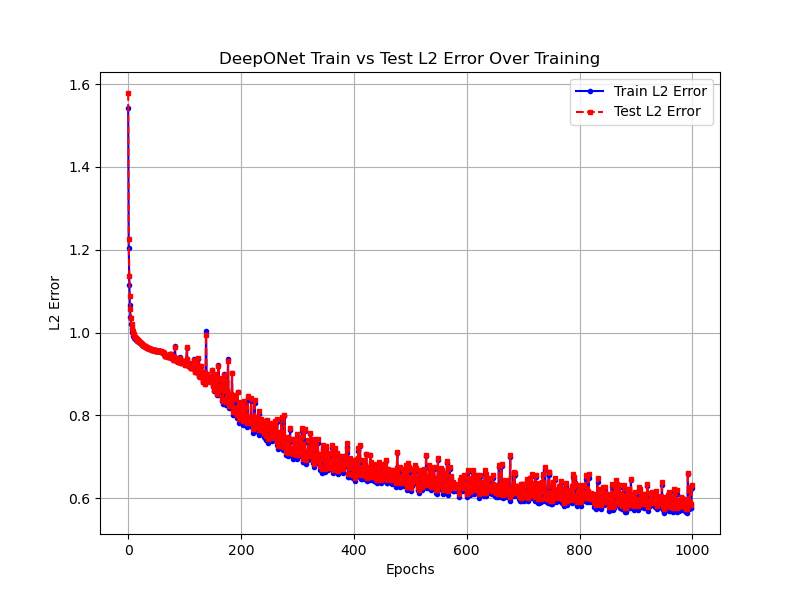 DeepONet Train vs Test L2 Error Over Training
Train L2 Error
Test L2 Error
L2 Error
1.6
1.4
1.2
1.0
0.8
0.6
0
200
400
600
800
1000
Epochs